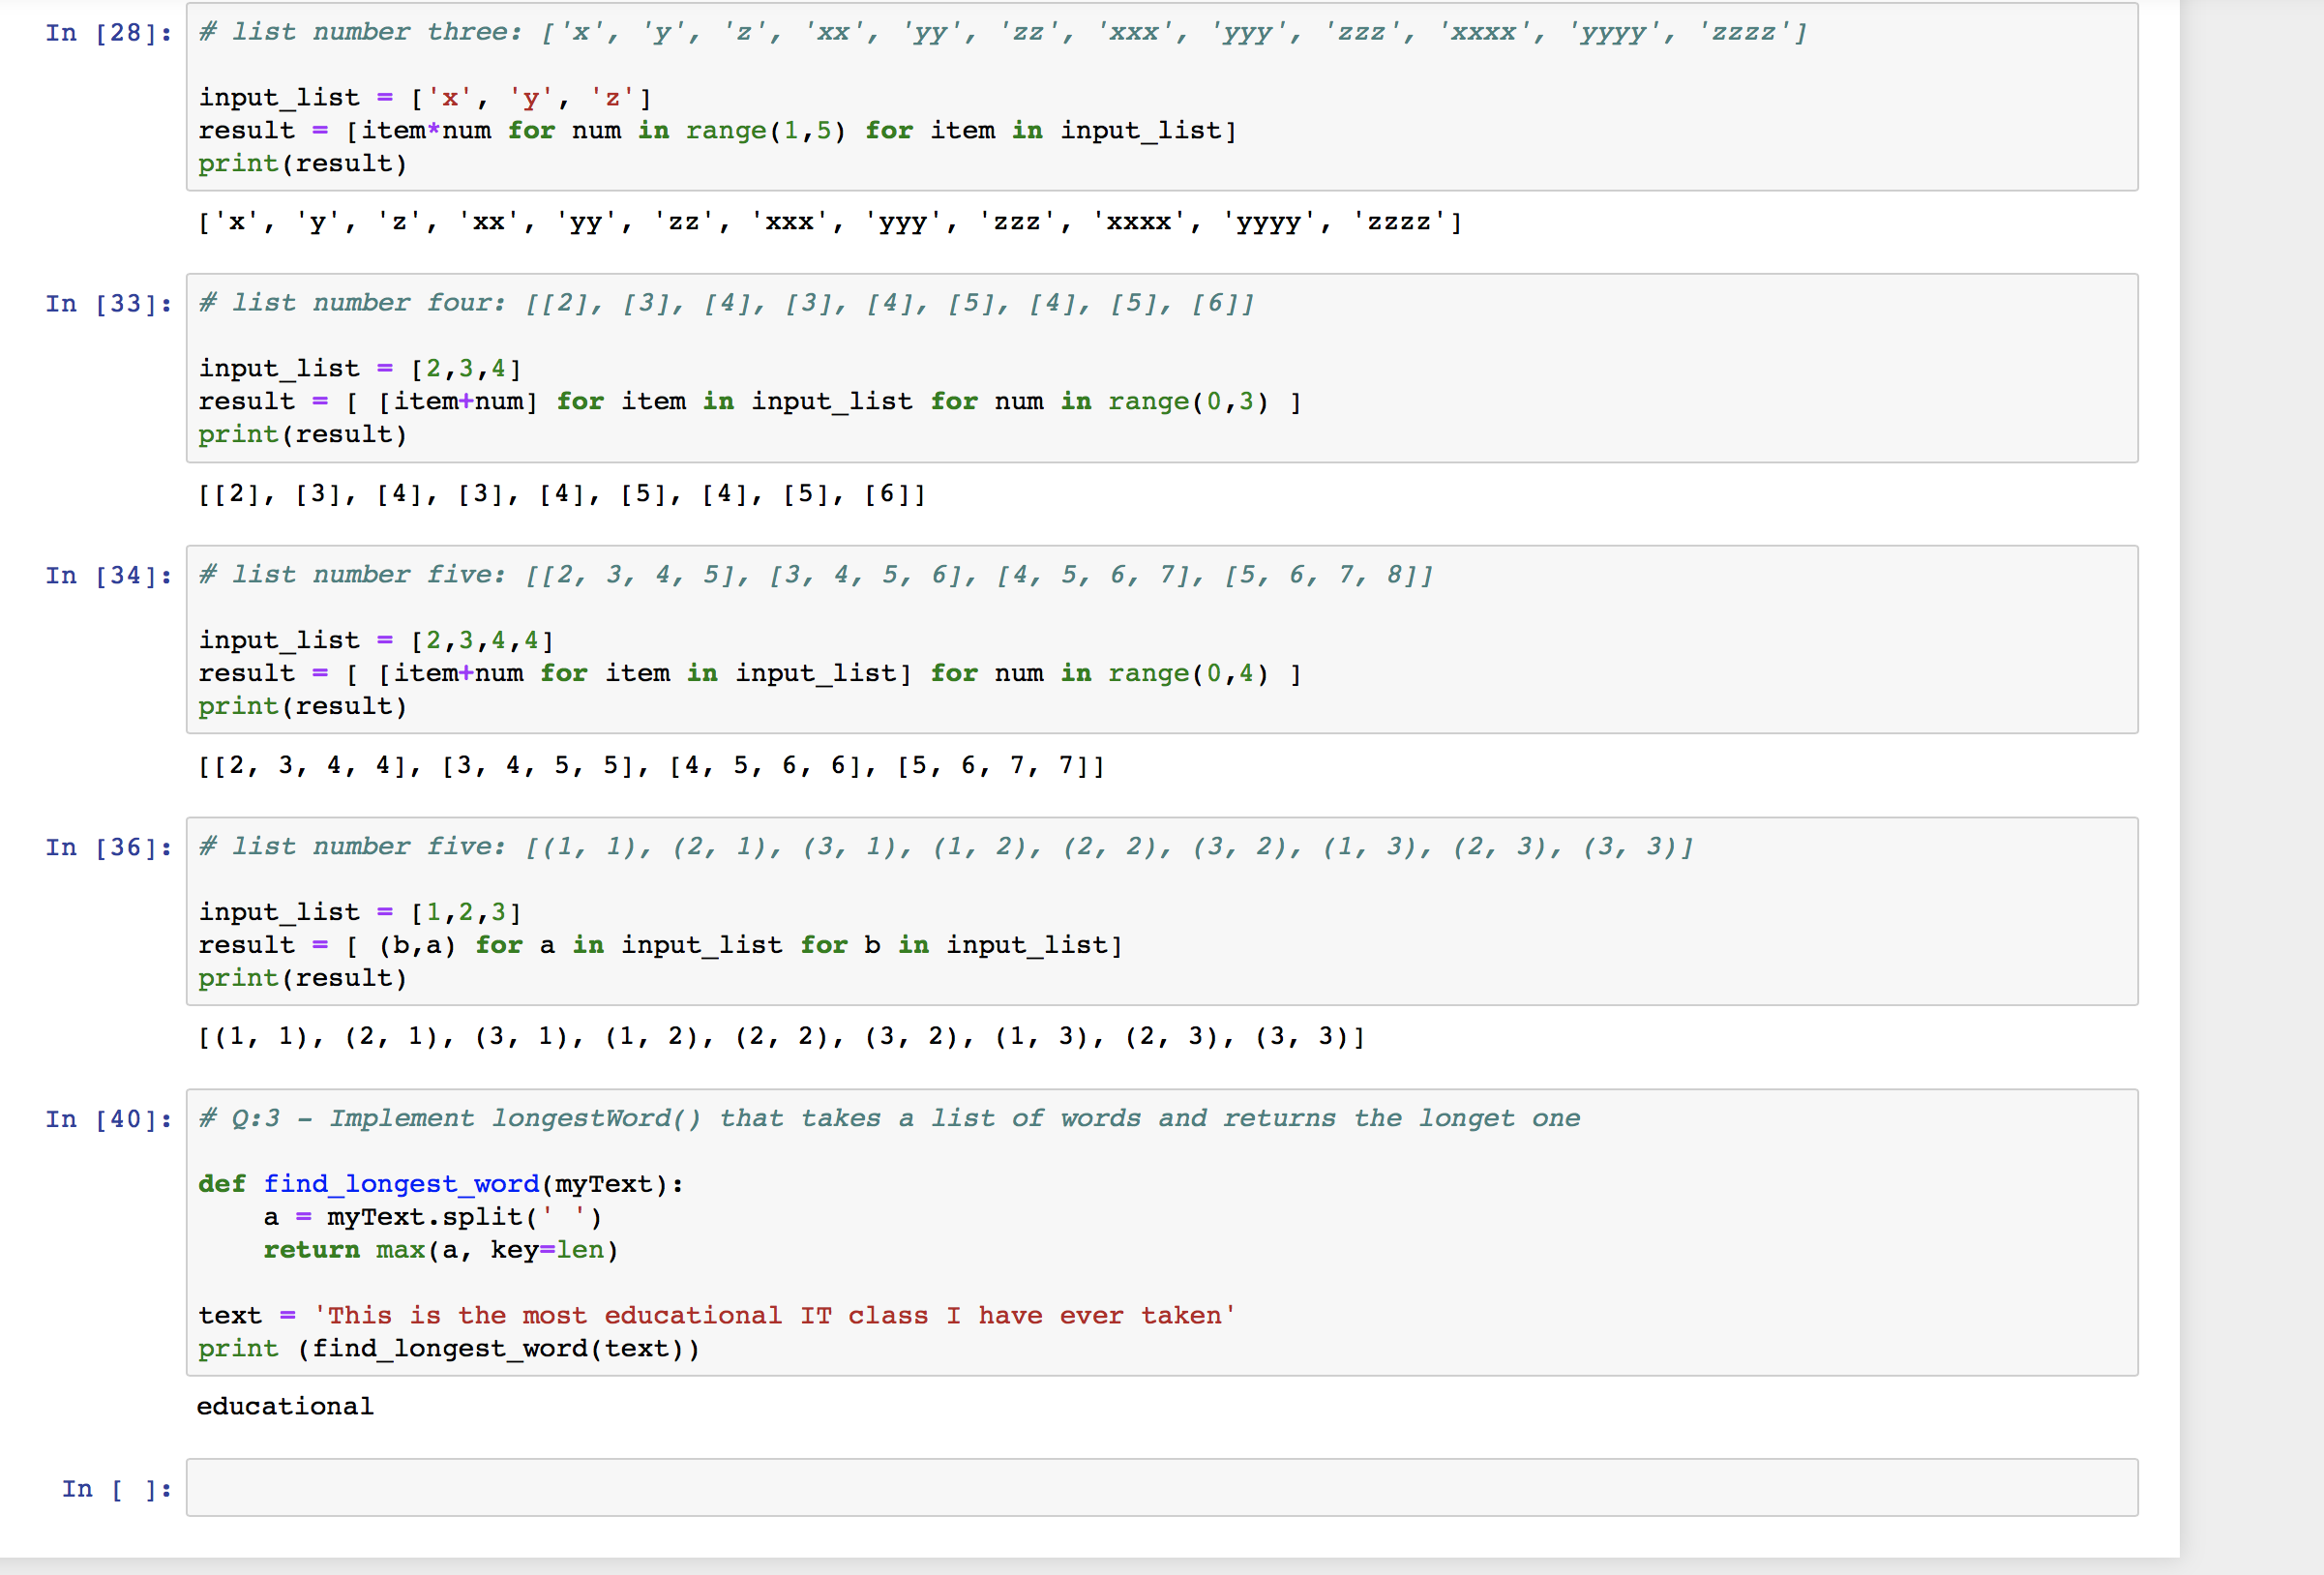 In [28]: # list number three: ['x', 'y', 'z', 'xx', 'yy', 'zz', 'xxx', 'yyy', 'zzz', 'xxxx', 'yyyy', 'zzzz']
input_list = ['x', 'y', 'z']
result = [item*num for num in range(1,5) for item in input_list]
print(result)
['x', 'y', 'z', 'xx', 'yy', 'zz', 'xxx', 'yyy', 'zzz', 'xxxx', 'yyyy', 'zzzz']
In [33]: # list number four: [[2], [3], [4], [3], [4], [5], [4], [5], [6]]
input_list = [2,3,4]
result = [ [item+num] for item in input_list for num in range(0,3) ]
print(result)
[[2], [3], [4], [3], [4], [5], [4], [5], [6]]
In [34]: # list number five: [[2, 3, 4, 5], [3, 4, 5, 6], [4, 5, 6, 7], [5, 6, 7, 8]]
input_list = [2,3,4,4]
result = [ [item+num for item in input_list] for num in range(0,4) ]
print(result)
[[2, 3, 4, 4], [3, 4, 5, 5], [4, 5, 6, 6], [5, 6, 7, 7]]
In [36]: # list number five: [(1, 1), (2, 1), (3, 1), (1, 2), (2, 2), (3, 2), (1, 3), (2, 3), (3, 3)]
input_list = [1,2,3]
result = [ (b,a) for a in input_list for b in input_list]
print(result)
[(1, 1), (2, 1), (3, 1), (1, 2), (2, 2), (3, 2), (1, 3), (2, 3), (3, 3)]
In [40]: # Q:3 – Implement longestWord() that takes a list of words and returns the longet one
def find_longest_word(myText):
    a = myText.split(' ')
    return max(a, key=len)
text = 'This is the most educational IT class I have ever taken'
print (find_longest_word(text))
educational
In [ ]: